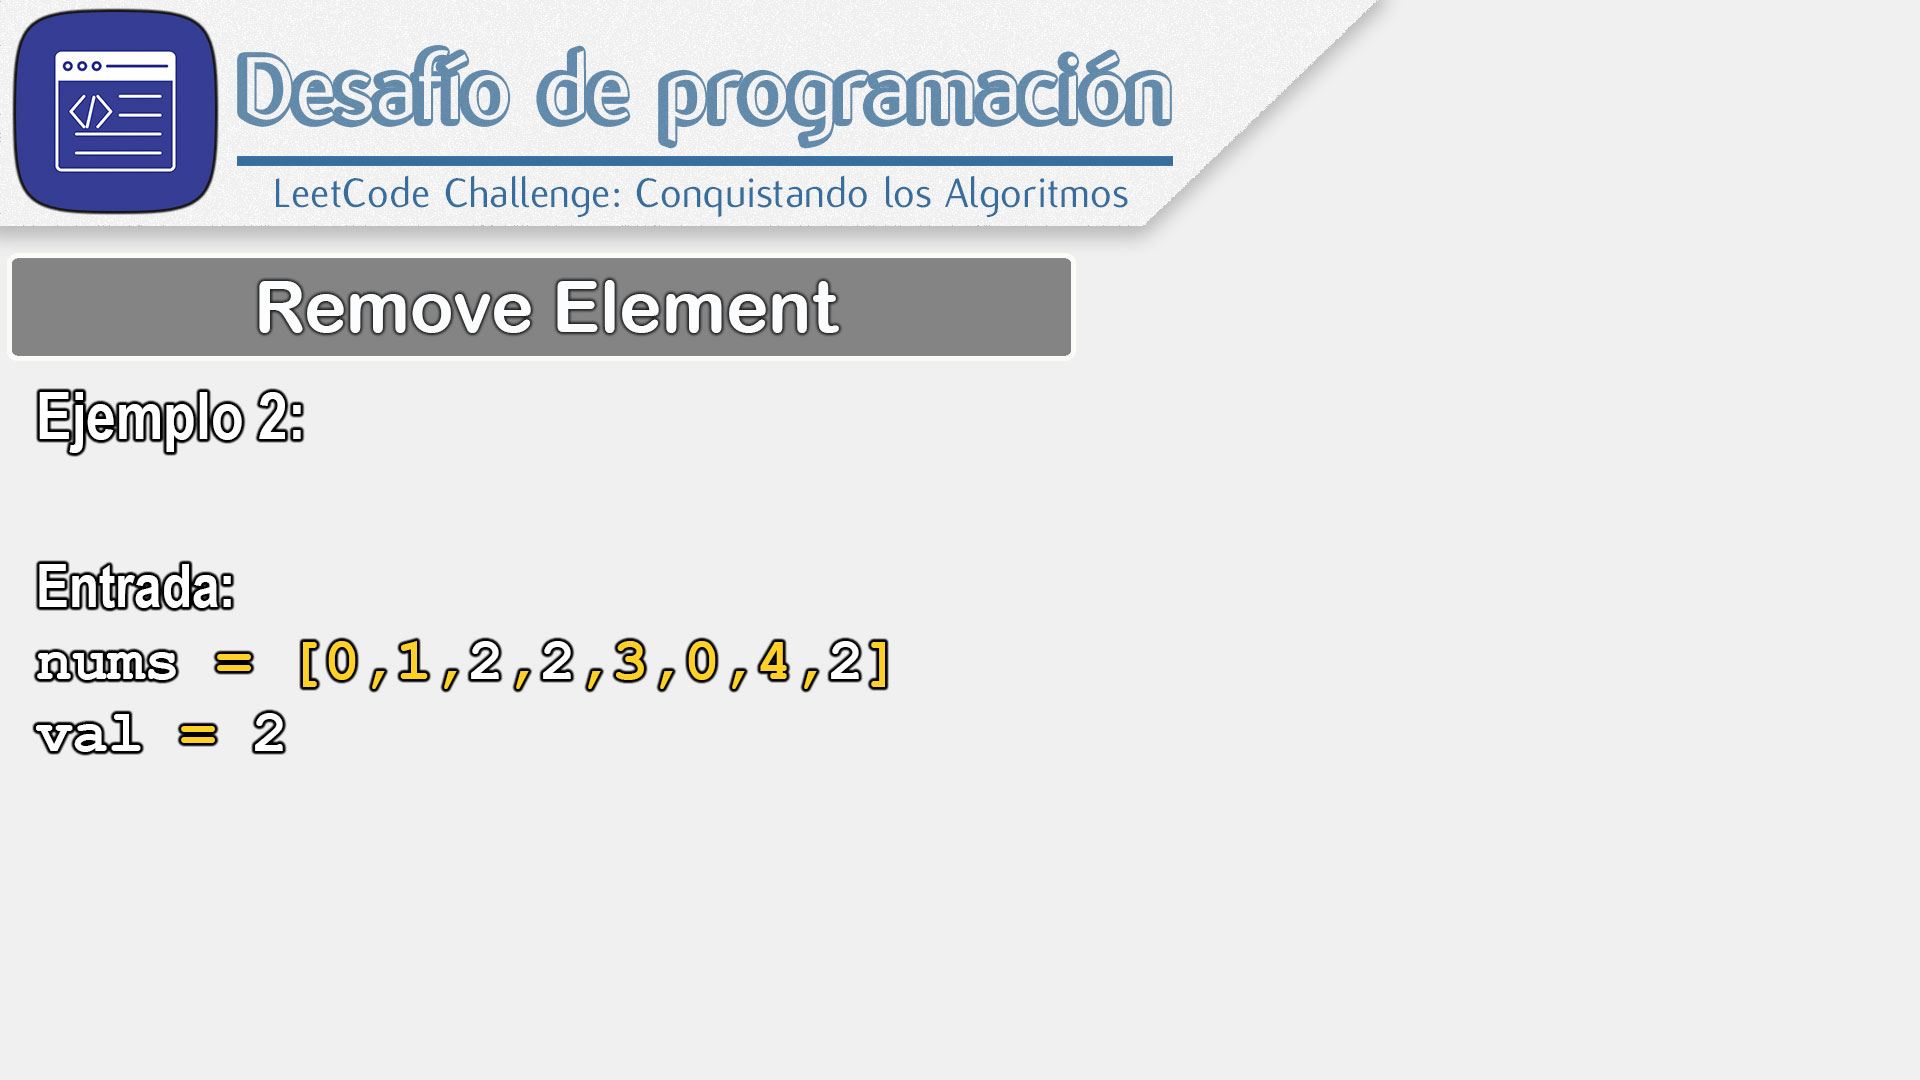 Desafío de programación
LeetCode Challenge: Conquistando los Algoritmos
Remove Element
Ejemplo 2:
Entrada:
nums = [0,1,2,2,3,0,4,2]
val = 2